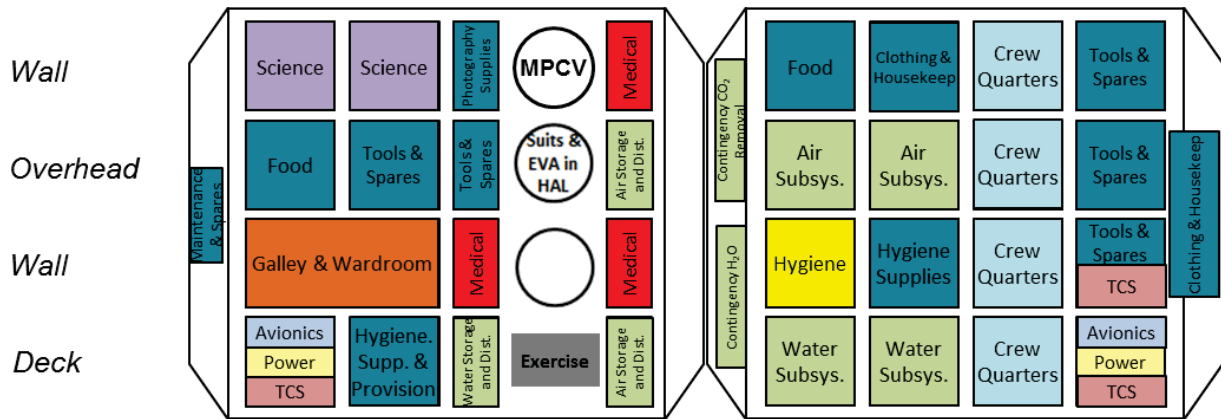 Wall
Science
Science
Photography
Supplies
MPCV
Medical
Food
Clothing &
Housekeep
Crew
Quarters
Tools &
Spares
Contingency CO₂
Removal
Overhead
Maintenance
& Spares
Food
Tools &
Spares
Tools &
Spares
Suits &
EVA in
HAL
Air Storage
and Dist.
Air
Subsys.
Air
Subsys.
Crew
Quarters
Tools &
Spares
Clothing & Housekeep
Wall
Galley & Wardroom
Medical
Medical
Contingency H₂O
Hygiene
Hygiene
Supplies
Crew
Quarters
Tools &
Spares
TCS
Deck
Avionics
Power
TCS
Hygiene.
Supp. &
Provision
Water Storage
and Dist.
Exercise
Air Storage
and Dist.
Water
Subsys.
Water
Subsys.
Crew
Quarters
Avionics
Power
TCS